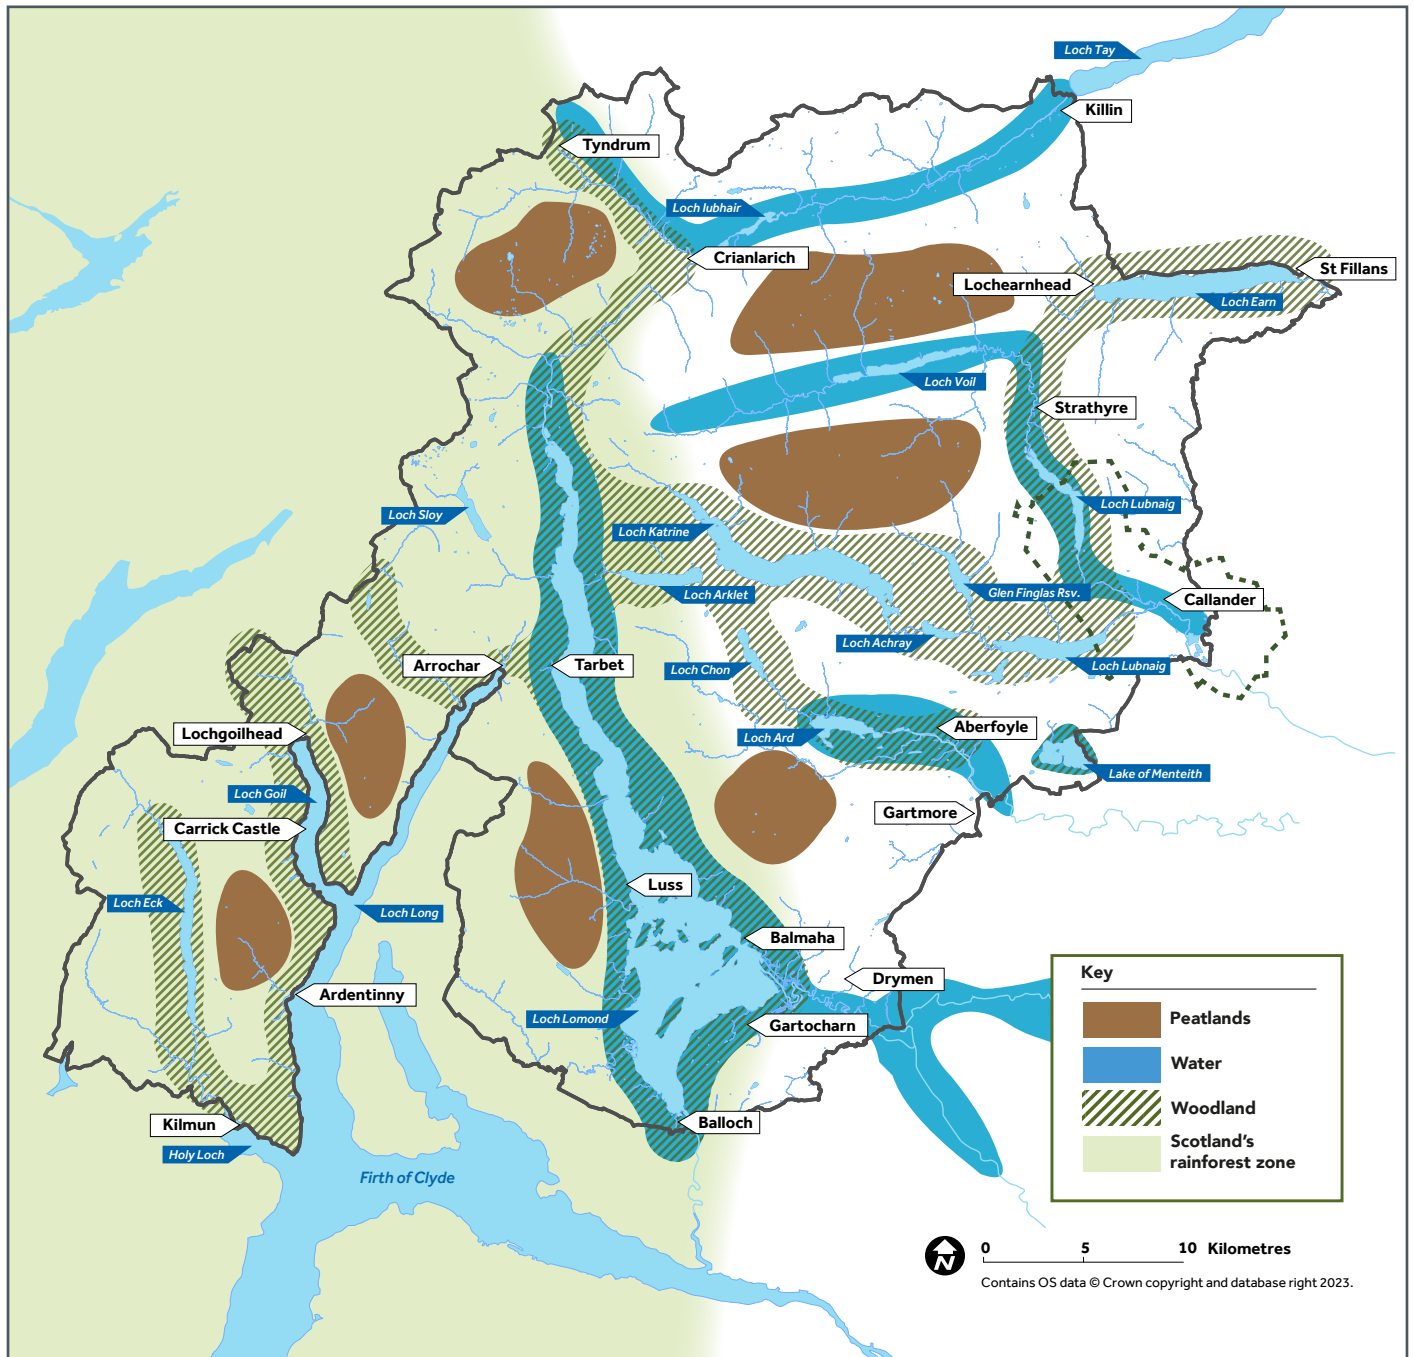 Loch Tay
Killin
Tyndrum
Loch Iubhair
Crianlarich
St Fillans
Lochearnhead
Loch Earn
Loch Voil
Strathyre
Loch Lubnaig
Loch Sloy
Loch Katrine
Glen Finglas Rsv.
Loch Arklet
Callander
Loch Achray
Arrochar
Tarbet
Loch Chon
Loch Lubnaig
Lochgoilhead
Aberfoyle
Loch Ard
Lake of Menteith
Loch Goil
Gartmore
Carrick Castle
Luss
Loch Eck
Loch Long
Balmaha
Drymen
Ardentinny
Loch Lomond
Gartocharn
Kilmun
Balloch
Holy Loch
Firth of Clyde
Key
Peatlands
Water
Woodland
Scotland's
rainforest zone
N
0 5 10 Kilometres
Contains OS data © Crown copyright and database right 2023.